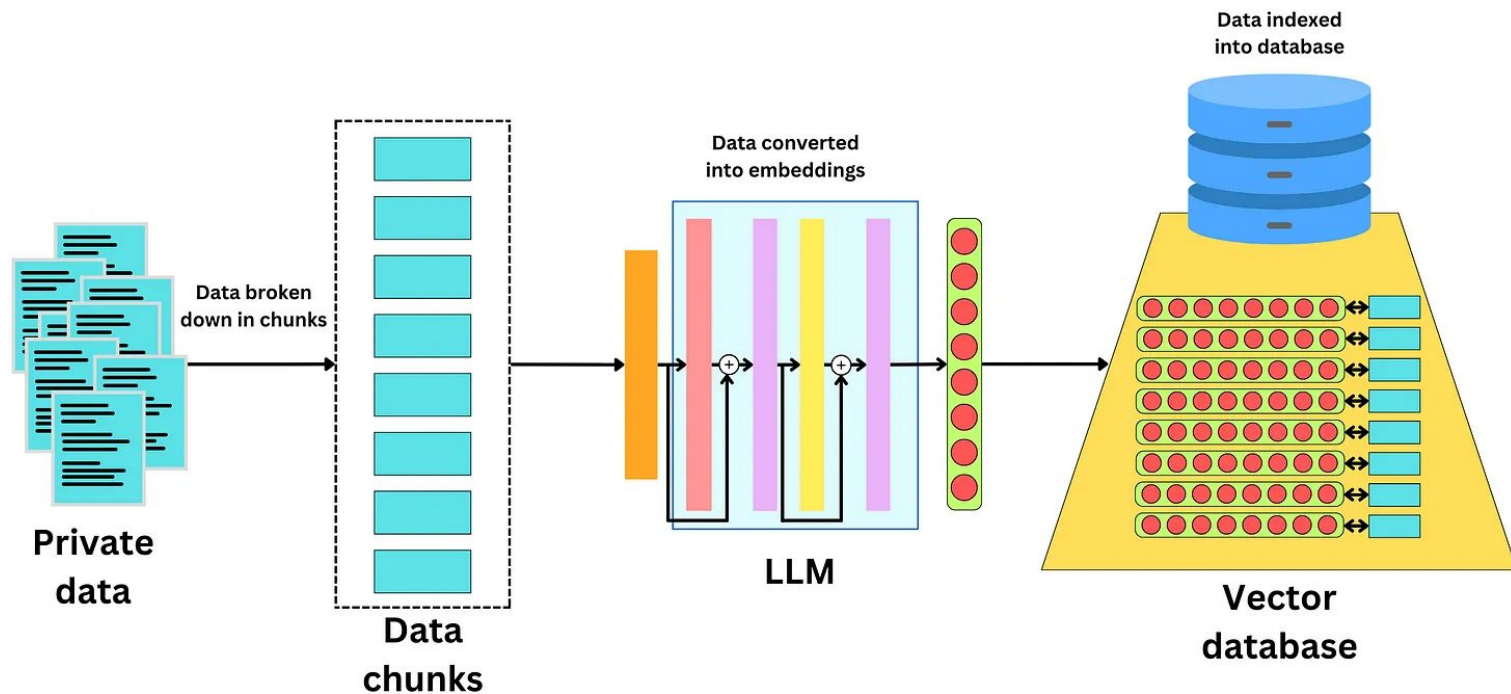 Data indexed
into database
Data converted
into embeddings
Data broken
down in chunks
Private
data
Data
chunks
LLM
Vector
database